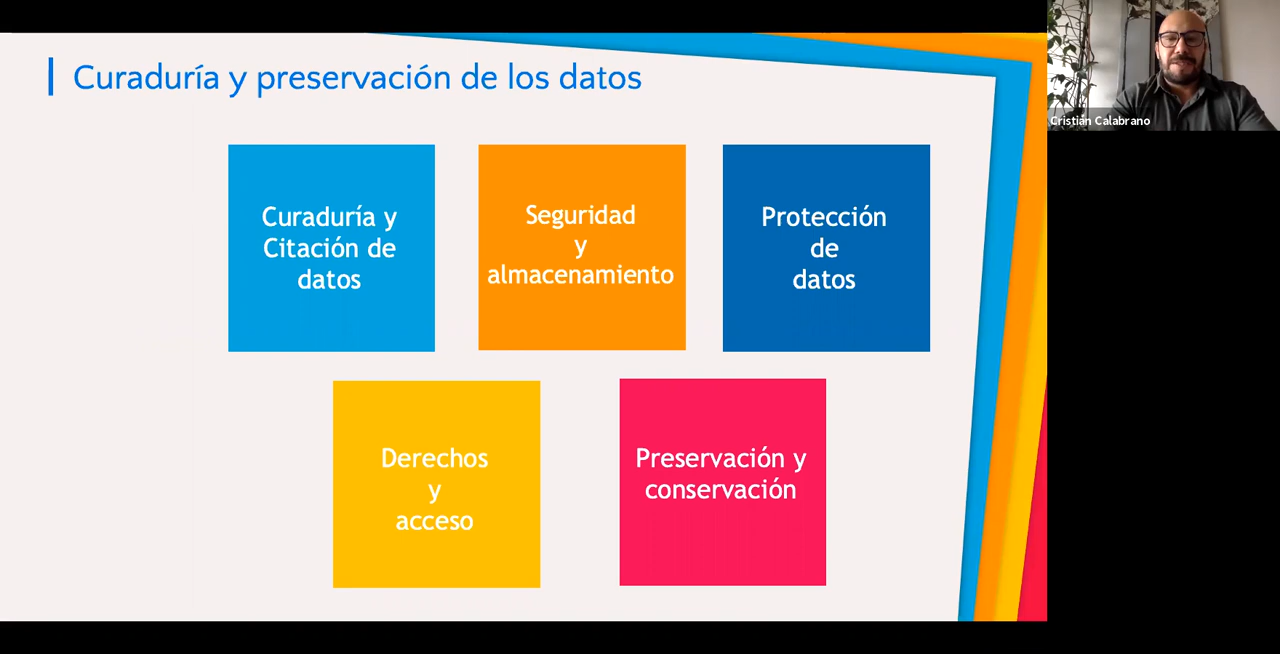 Curaduría y preservación de los datos
Cristian Calabrano
Curaduría y
Citación de
datos
Seguridad
y
almacenamiento
Protección
de
datos
Derechos
y
acceso
Preservación y
conservación